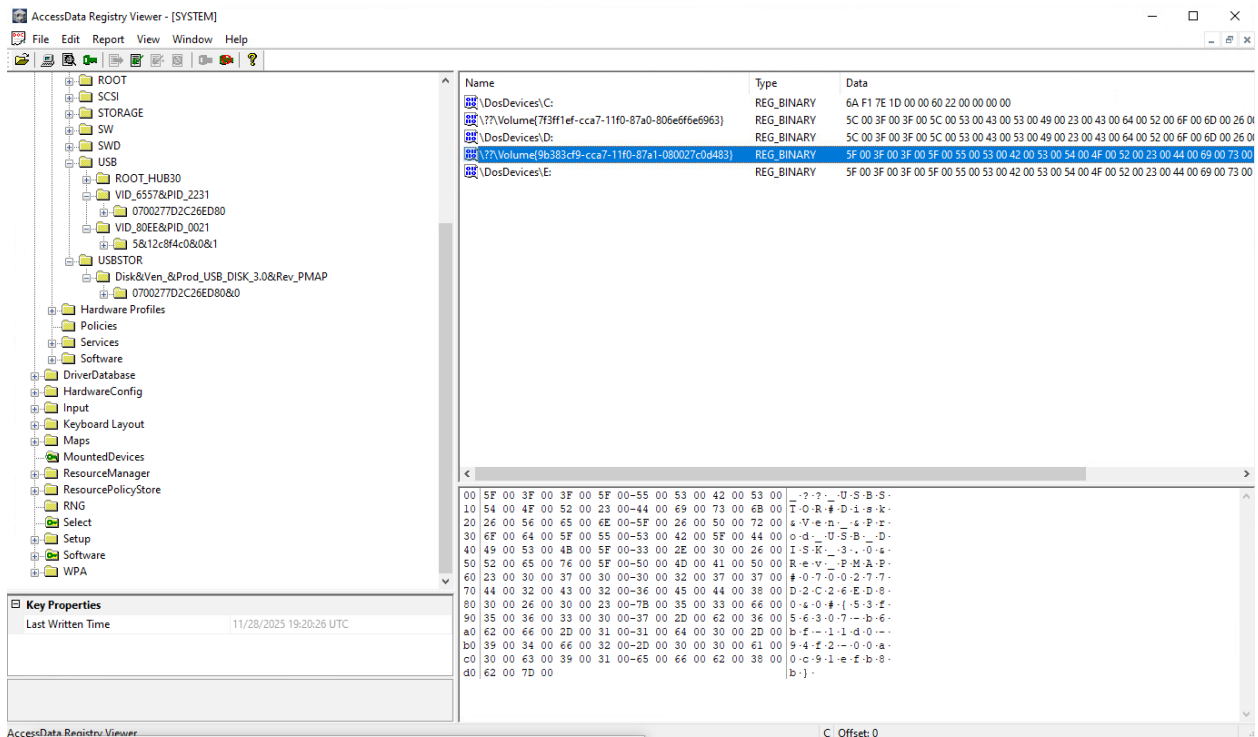 AccessData Registry Viewer - [SYSTEM]
File Edit Report View Window Help
ROOT
SCSI
STORAGE
SW
SWD
USB
ROOT_HUB30
VID_6557&PID_2231
0700277D2C26ED80
VID_80EE&PID_0021
5&12c8f4c0&0&1
USBSTOR
Disk&Ven_&Prod_USB_DISK_3.0&Rev_PMAP
0700277D2C26ED80&0
Hardware Profiles
Policies
Services
Software
DriverDatabase
HardwareConfig
Input
Keyboard Layout
Maps
MountedDevices
ResourceManager
ResourcePolicyStore
RNG
Select
Setup
Software
WPA
Key Properties
Last Written Time 11/28/2025 19:20:26 UTC
Name Type Data
\DosDevices\C: REG_BINARY 6A F1 7E 1D 00 00 60 22 00 00 00 00
\??\Volume{7f3ff1ef-cca7-11f0-87a0-806e6f6e6963} REG_BINARY 5C 00 3F 00 3F 00 5C 00 53 00 43 00 53 00 49 00 23 00 43 00 64 00 52 00 6F 00 6D 00 26 00
\DosDevices\D: REG_BINARY 5C 00 3F 00 3F 00 5C 00 53 00 43 00 53 00 49 00 23 00 43 00 64 00 52 00 6F 00 6D 00 26 00
\??\Volume{9b383cf9-cca7-11f0-87a1-080027c0d483} REG_BINARY 5F 00 3F 00 3F 00 5F 00 55 00 53 00 42 00 53 00 54 00 4F 00 52 00 23 00 44 00 69 00 73 00
\DosDevices\E: REG_BINARY 5F 00 3F 00 3F 00 5F 00 55 00 53 00 42 00 53 00 54 00 4F 00 52 00 23 00 44 00 69 00 73 00
00 5F 00 3F 00 3F 00 5F 00-55 00 53 00 42 00 53 00 _·?·?·_·U·S·B·S·
10 54 00 4F 00 52 00 23 00-44 00 69 00 73 00 6B 00 T·O·R·#·D·i·s·k·
20 26 00 56 00 65 00 6E 00-5F 00 26 00 50 00 72 00 &·V·e·n·_·&·P·r·
30 6F 00 64 00 5F 00 55 00-53 00 42 00 5F 00 44 00 o·d·_·U·S·B·_·D·
40 49 00 53 00 4B 00 5F 00-33 00 2E 00 30 00 26 00 I·S·K·_·3·.·0·&·
50 52 00 65 00 76 00 5F 00-50 00 4D 00 41 00 50 00 R·e·v·_·P·M·A·P·
60 23 00 30 00 37 00 30 00-30 00 32 00 37 00 37 00 #·0·7·0·0·2·7·7·
70 44 00 32 00 43 00 32 00-36 00 45 00 44 00 38 00 D·2·C·2·6·E·D·8·
80 30 00 26 00 30 00 23 00-7B 00 35 00 33 00 66 00 0·&·0·#·{·5·3·f·
90 35 00 36 00 33 00 30 00-37 00 2D 00 62 00 36 00 5·6·3·0·7·-·b·6·
a0 62 00 66 00 2D 00 31 00-31 00 64 00 30 00 2D 00 b·f·-·1·1·d·0·-·
b0 39 00 34 00 66 00 32 00-2D 00 30 00 30 00 61 00 9·4·f·2·-·0·0·a·
c0 30 00 63 00 39 00 31 00-65 00 66 00 62 00 38 00 0·c·9·1·e·f·b·8·
d0 62 00 7D 00 b·}·
AccessData Registry Viewer C Offset: 0